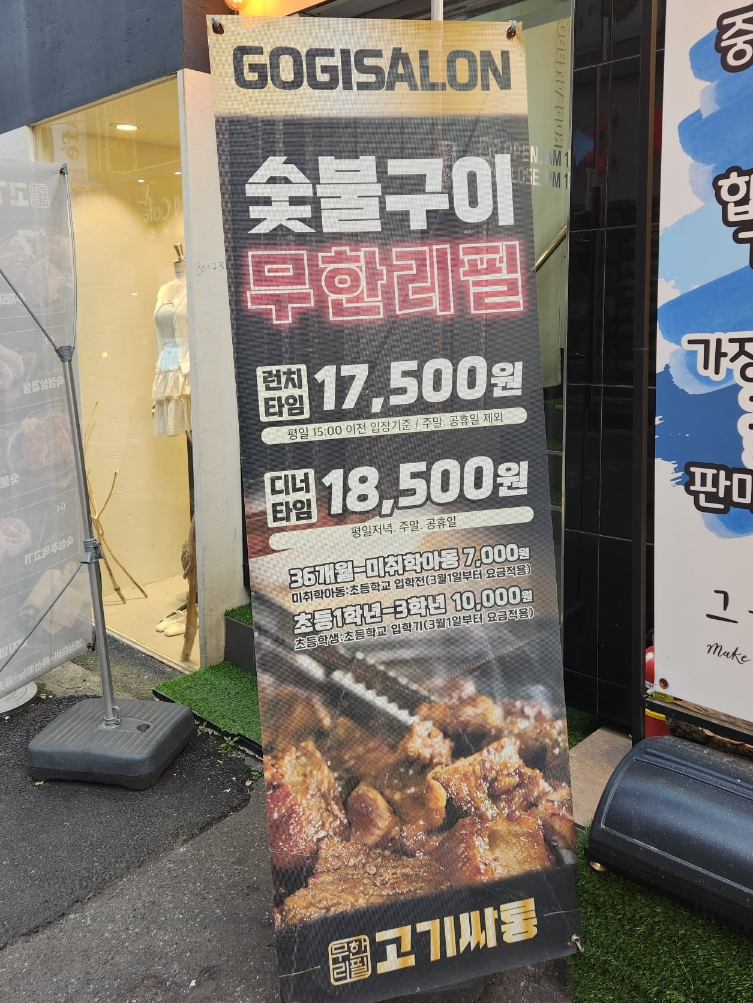 GOGISALON
숯불구이
무한리필
런치
타임
17,500원
평일 15:00 이전 입장기준 / 주말. 공휴일 제외
디너
타임
18,500원
평일저녁. 주말. 공휴일
36개월-미취학아동 7,000원
미취학아동:초등학교 입학전(3월1일부터 요금적용)
초등1학년-3학년 10,000원
초등학생:초등학교 입학기(3월1일부터 요금적용)
무한
리필
고기싸롱
가정
판매
그
Make